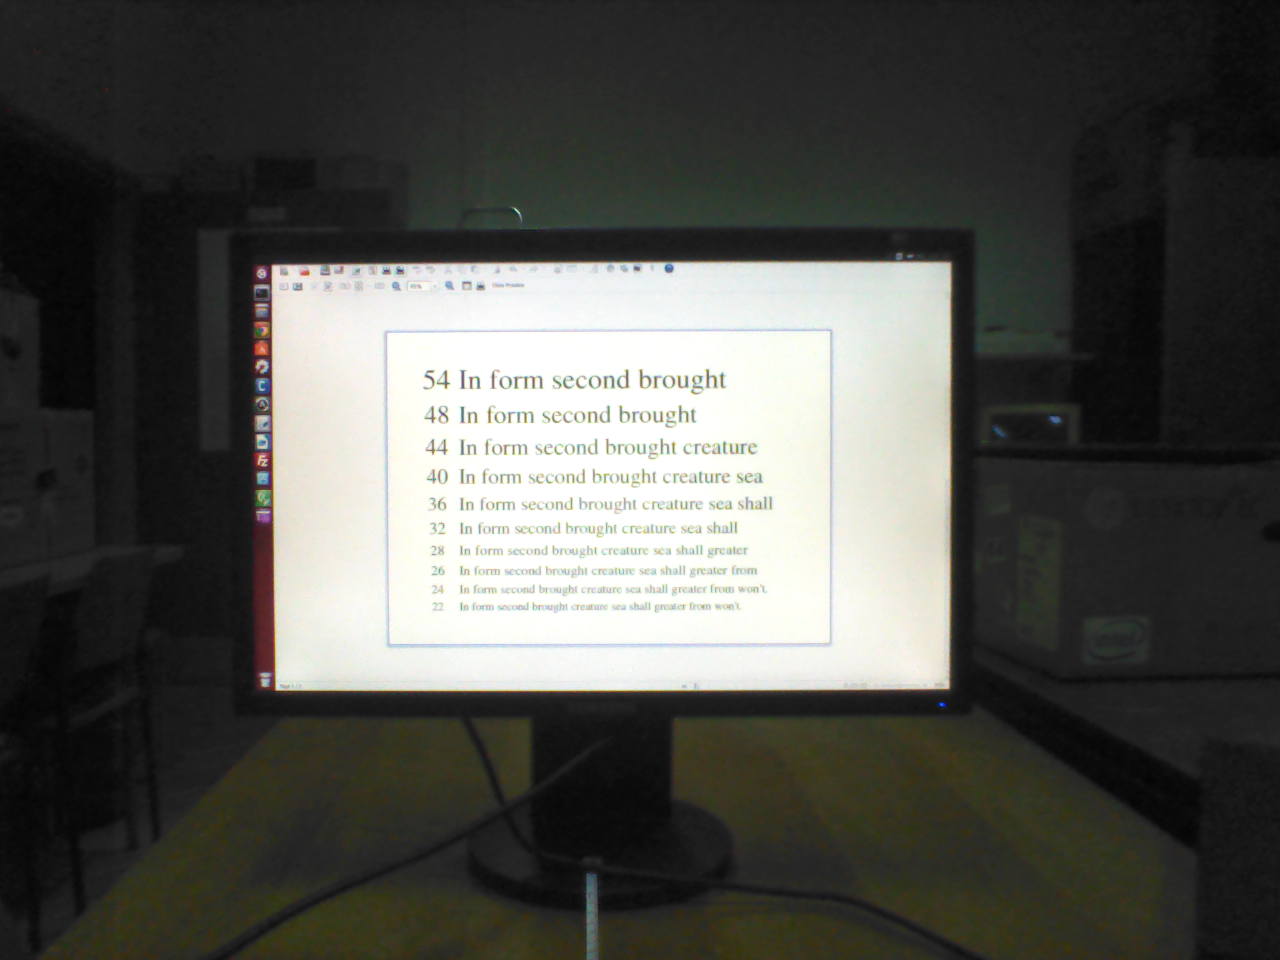 54 In form second brought
48 In form second brought
44 In form second brought creature
40 In form second brought creature sea
36 In form second brought creature sea shall
32 In form second brought creature sea shall
28 In form second brought creature sea shall greater
26 In form second brought creature sea shall greater from
24 In form second brought creature sea shall greater from won't.
22 In form second brought creature sea shall greater from won't.
intel